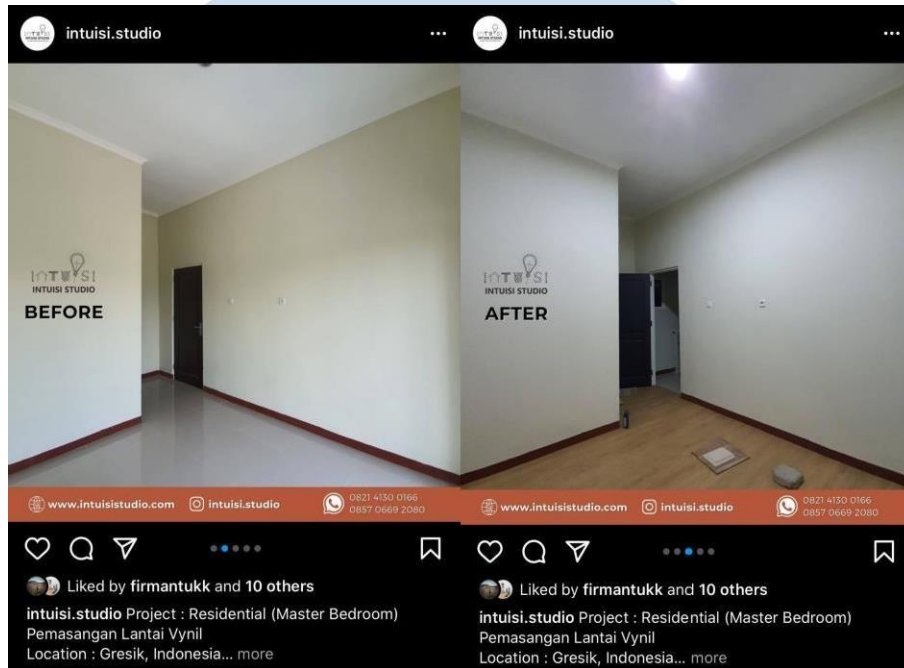 intuisi.studio
INTUISI
INTUISI STUDIO
BEFORE
www.intuisistudio.com intuisi.studio 0821 4130 0166
0857 0669 2080
Liked by firmantukk and 10 others
intuisi.studio Project : Residential (Master Bedroom)
Pemasangan Lantai Vynil
Location : Gresik, Indonesia... more
intuisi.studio
INTUISI
INTUISI STUDIO
AFTER
www.intuisistudio.com intuisi.studio 0821 4130 0166
0857 0669 2080
Liked by firmantukk and 10 others
intuisi.studio Project : Residential (Master Bedroom)
Pemasangan Lantai Vynil
Location : Gresik, Indonesia... more